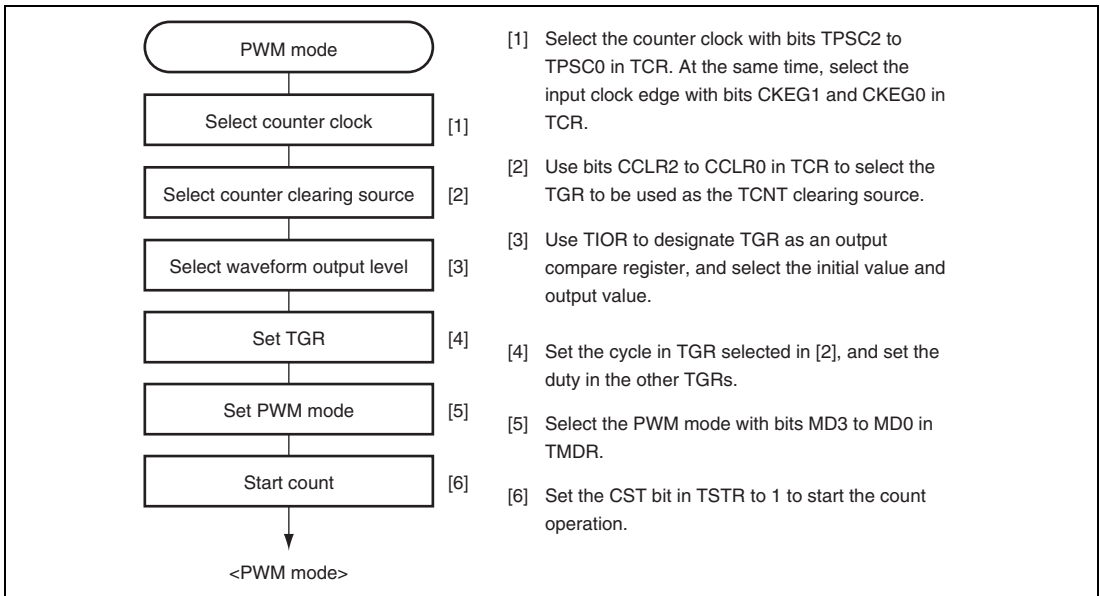 PWM mode
Select counter clock
[1]
Select counter clearing source
[2]
Select waveform output level
[3]
Set TGR
[4]
Set PWM mode
[5]
Start count
[6]
<PWM mode>
[1] Select the counter clock with bits TPSC2 to
TPSC0 in TCR. At the same time, select the
input clock edge with bits CKEG1 and CKEG0 in
TCR.
[2] Use bits CCLR2 to CCLR0 in TCR to select the
TGR to be used as the TCNT clearing source.
[3] Use TIOR to designate TGR as an output
compare register, and select the initial value and
output value.
[4] Set the cycle in TGR selected in [2], and set the
duty in the other TGRs.
[5] Select the PWM mode with bits MD3 to MD0 in
TMDR.
[6] Set the CST bit in TSTR to 1 to start the count
operation.